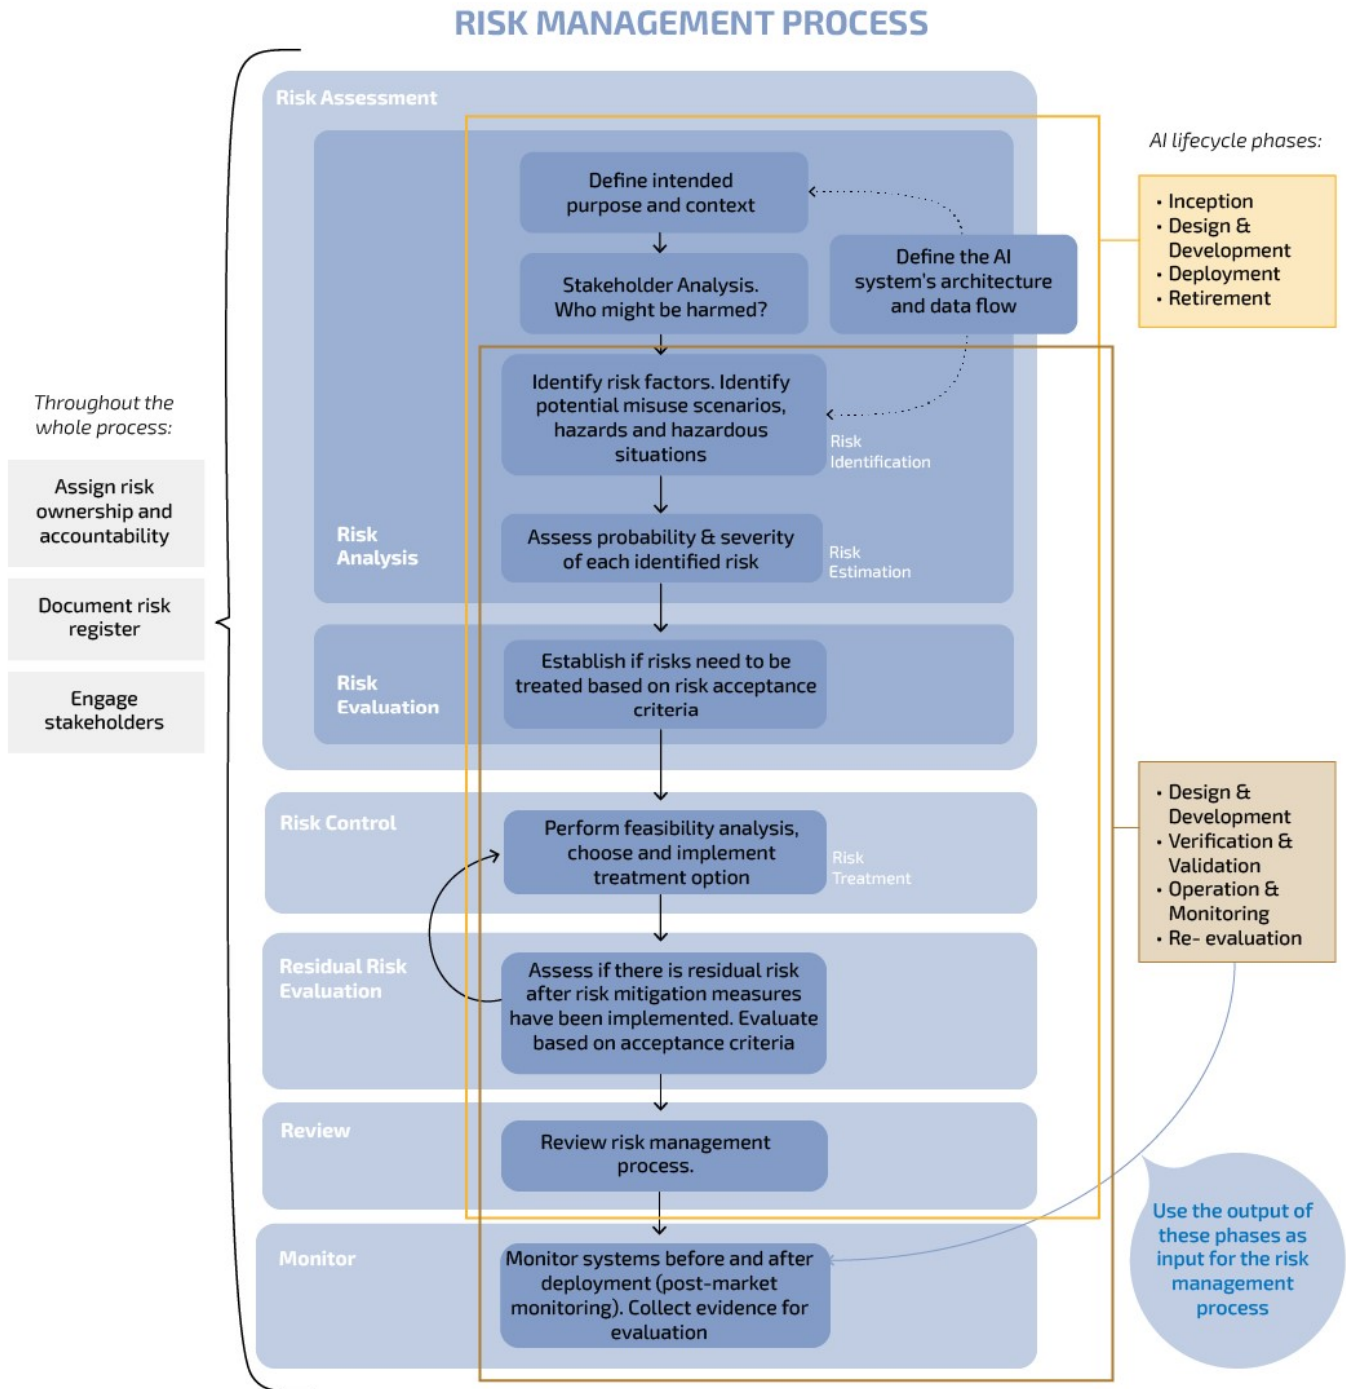 RISK MANAGEMENT PROCESS
Risk Assessment
AI lifecycle phases:
Define intended
purpose and context
• Inception
• Design &
Development
• Deployment
• Retirement
Define the AI
system's architecture
and data flow
Stakeholder Analysis.
Who might be harmed?
Throughout the
whole process:
Identify risk factors. Identify
potential misuse scenarios,
hazards and hazardous
situations
Risk
Identification
Assign risk
ownership and
accountability
Risk
Analysis
Assess probability & severity
of each identified risk
Risk
Estimation
Document risk
register
Engage
stakeholders
Risk
Evaluation
Establish if risks need to be
treated based on risk acceptance
criteria
Risk Control
Perform feasibility analysis,
choose and implement
treatment option
Risk
Treatment
• Design &
Development
• Verification &
Validation
• Operation &
Monitoring
• Re- evaluation
Residual Risk
Evaluation
Assess if there is residual risk
after risk mitigation measures
have been implemented. Evaluate
based on acceptance criteria
Review
Review risk management
process.
Use the output of
these phases as
input for the risk
management
process
Monitor
Monitor systems before and after
deployment (post-market
monitoring). Collect evidence for
evaluation